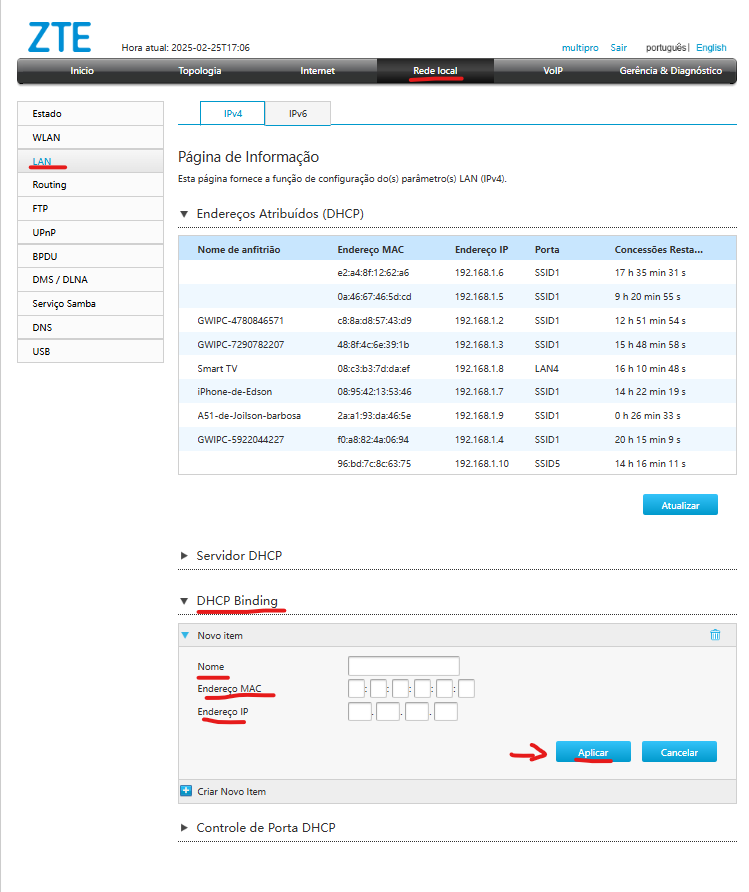 ZTE
Hora atual: 2025-02-25T17:06
multipro Sair português| English
Inicio Topologia Internet Rede local VoIP Gerência & Diagnóstico
Estado
WLAN
LAN
Routing
FTP
UPnP
BPDU
DMS / DLNA
Serviço Samba
DNS
USB
IPv4 IPv6
Página de Informação
Esta página fornece a função de configuração do(s) parâmetro(s) LAN (IPv4).
Endereços Atribuídos (DHCP)
Nome de anfitrião Endereço MAC Endereço IP Porta Concessões Resta...
e2:a4:8f:12:62:a6 192.168.1.6 SSID1 17 h 35 min 31 s
0a:46:67:46:5d:cd 192.168.1.5 SSID1 9 h 20 min 55 s
GWIPC-4780846571 c8:8a:d8:57:43:d9 192.168.1.2 SSID1 12 h 51 min 54 s
GWIPC-7290782207 48:8f:4c:6e:39:1b 192.168.1.3 SSID1 15 h 48 min 58 s
Smart TV 08:c3:b3:7d:da:ef 192.168.1.8 LAN4 16 h 10 min 48 s
iPhone-de-Edson 08:95:42:13:53:46 192.168.1.7 SSID1 14 h 22 min 19 s
A51-de-Joilson-barbosa 2a:a1:93:da:46:5e 192.168.1.9 SSID1 0 h 26 min 33 s
GWIPC-5922044227 f0:a8:82:4a:06:94 192.168.1.4 SSID1 20 h 15 min 9 s
96:bd:7c:8c:63:75 192.168.1.10 SSID5 14 h 16 min 11 s
Atualizar
Servidor DHCP
DHCP Binding
Novo item
Nome
Endereço MAC : : : : :
Endereço IP . . .
Aplicar Cancelar
Criar Novo Item
Controle de Porta DHCP